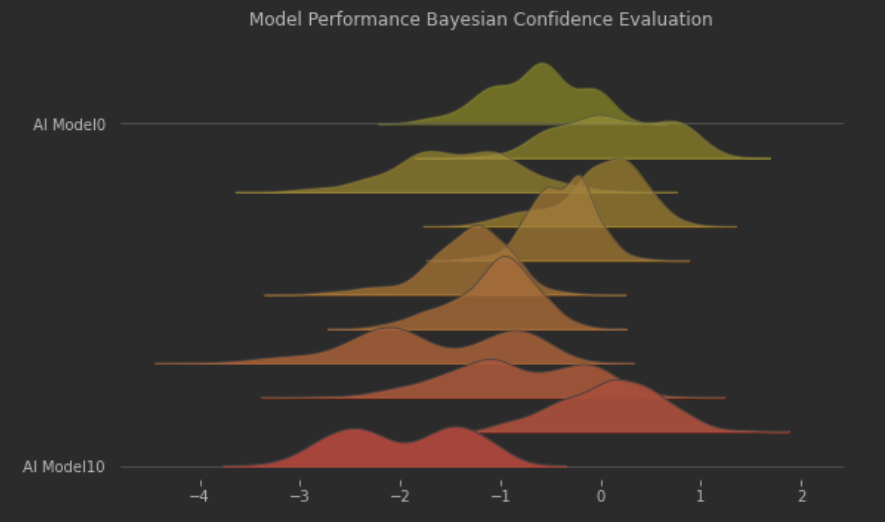 Model Performance Bayesian Confidence Evaluation
AI Model0
AI Model10
−4 −3 −2 −1 0 1 2